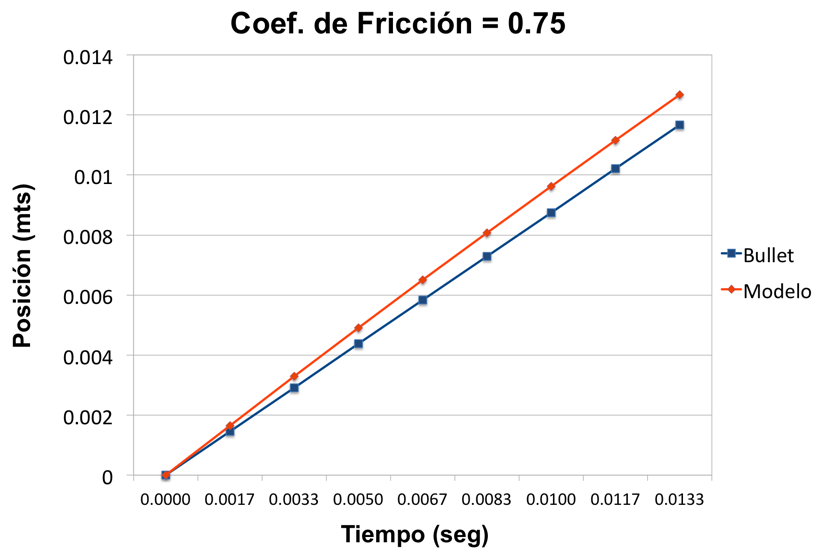 Coef. de Fricción = 0.75
0.014
0.012
0.01
0.008
0.006
0.004
0.002
0
Posición (mts)
0.0000 0.0017 0.0033 0.0050 0.0067 0.0083 0.0100 0.0117 0.0133
Tiempo (seg)
Bullet
Modelo